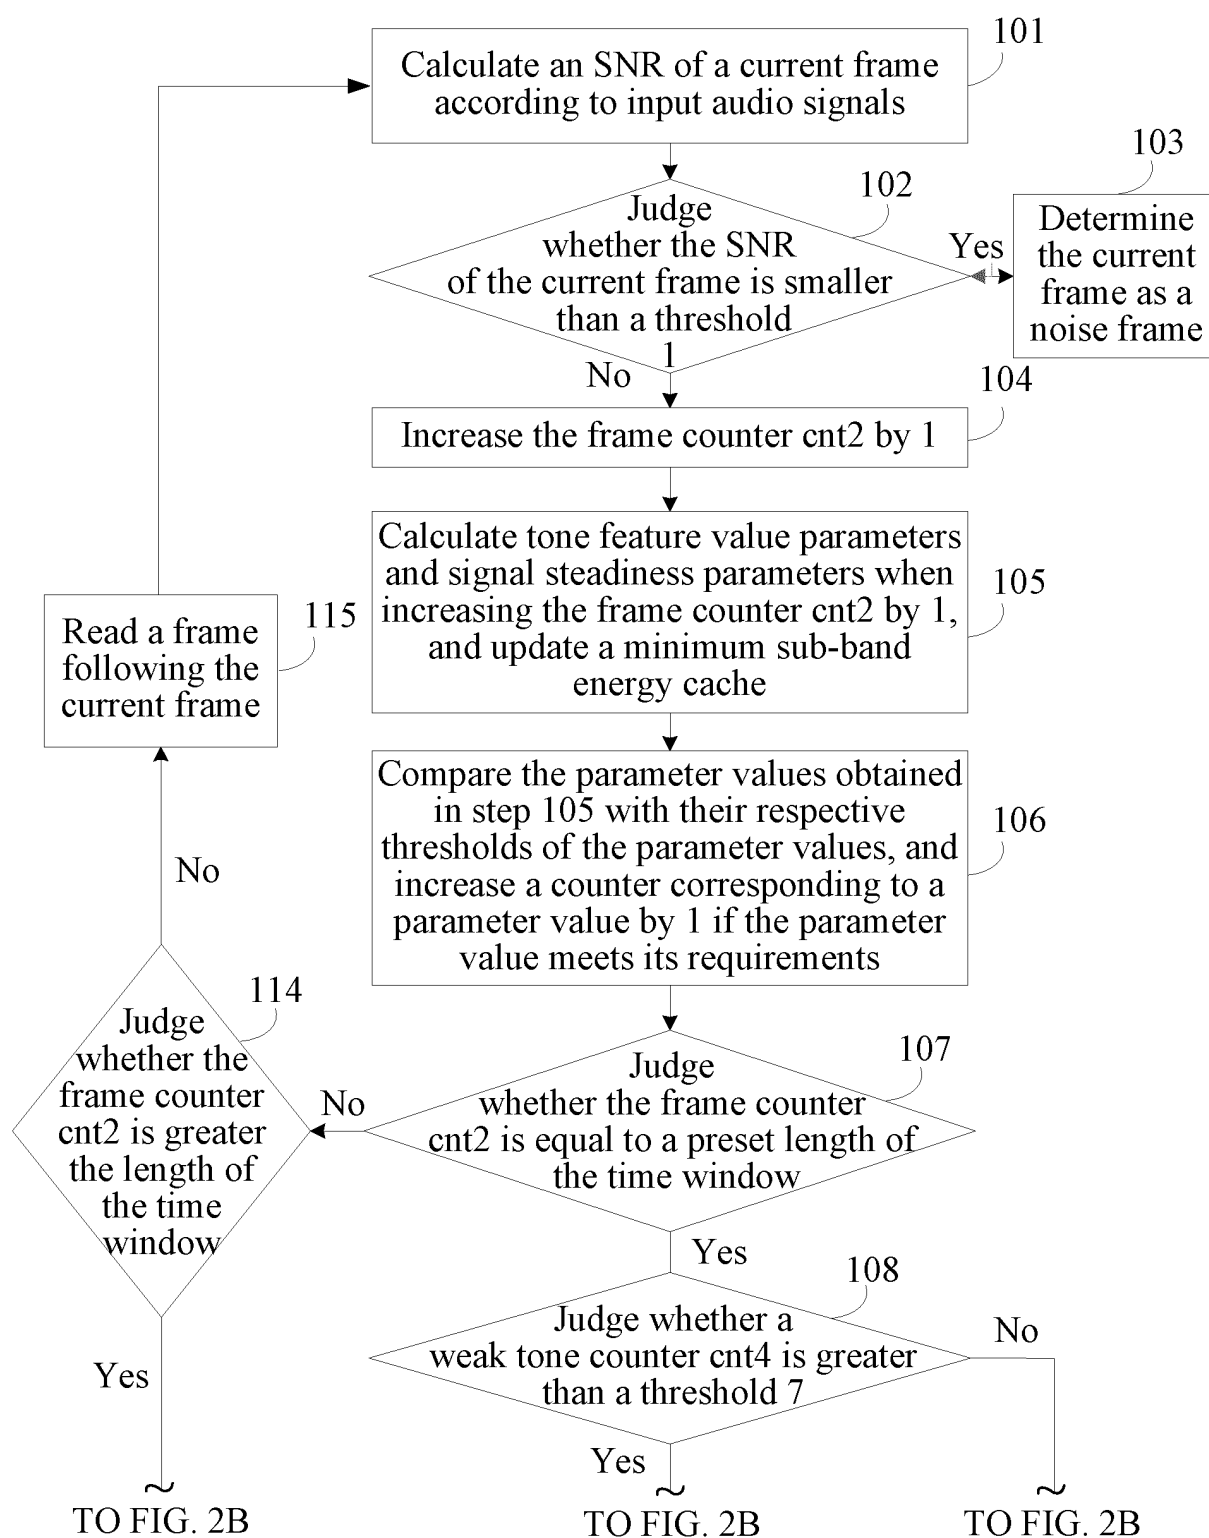 101
Calculate an SNR of a current frame
according to input audio signals
102
103
Judge
whether the SNR
of the current frame is smaller
than a threshold
1
Yes
Determine
the current
frame as a
noise frame
No
104
Increase the frame counter cnt2 by 1
Calculate tone feature value parameters
and signal steadiness parameters when
increasing the frame counter cnt2 by 1,
and update a minimum sub-band
energy cache
105
115
Read a frame
following the
current frame
Compare the parameter values obtained
in step 105 with their respective
thresholds of the parameter values, and
increase a counter corresponding to a
parameter value by 1 if the parameter
value meets its requirements
106
No
114
Judge
whether the
frame counter
cnt2 is greater
the length of
the time
window
No
107
Judge
whether the frame counter
cnt2 is equal to a preset length of
the time window
Yes
108
Judge whether a
weak tone counter cnt4 is greater
than a threshold 7
No
Yes
Yes
TO FIG. 2B
TO FIG. 2B
TO FIG. 2B